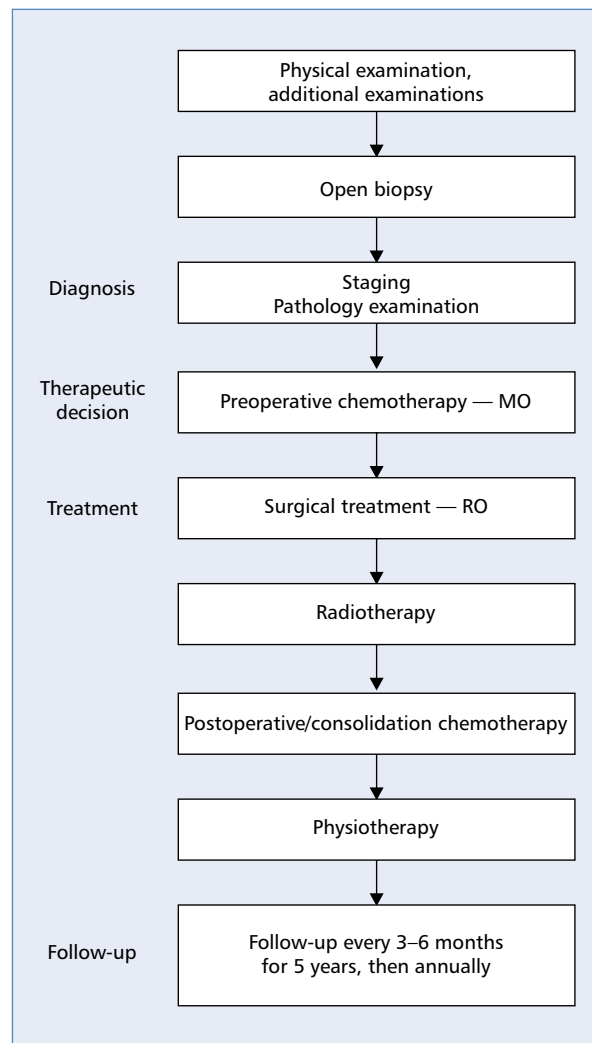 Physical examination,
additional examinations
Open biopsy
Diagnosis
Staging
Pathology examination
Therapeutic
decision
Preoperative chemotherapy — MO
Treatment
Surgical treatment — RO
Radiotherapy
Postoperative/consolidation chemotherapy
Physiotherapy
Follow-up
Follow-up every 3–6 months
for 5 years, then annually